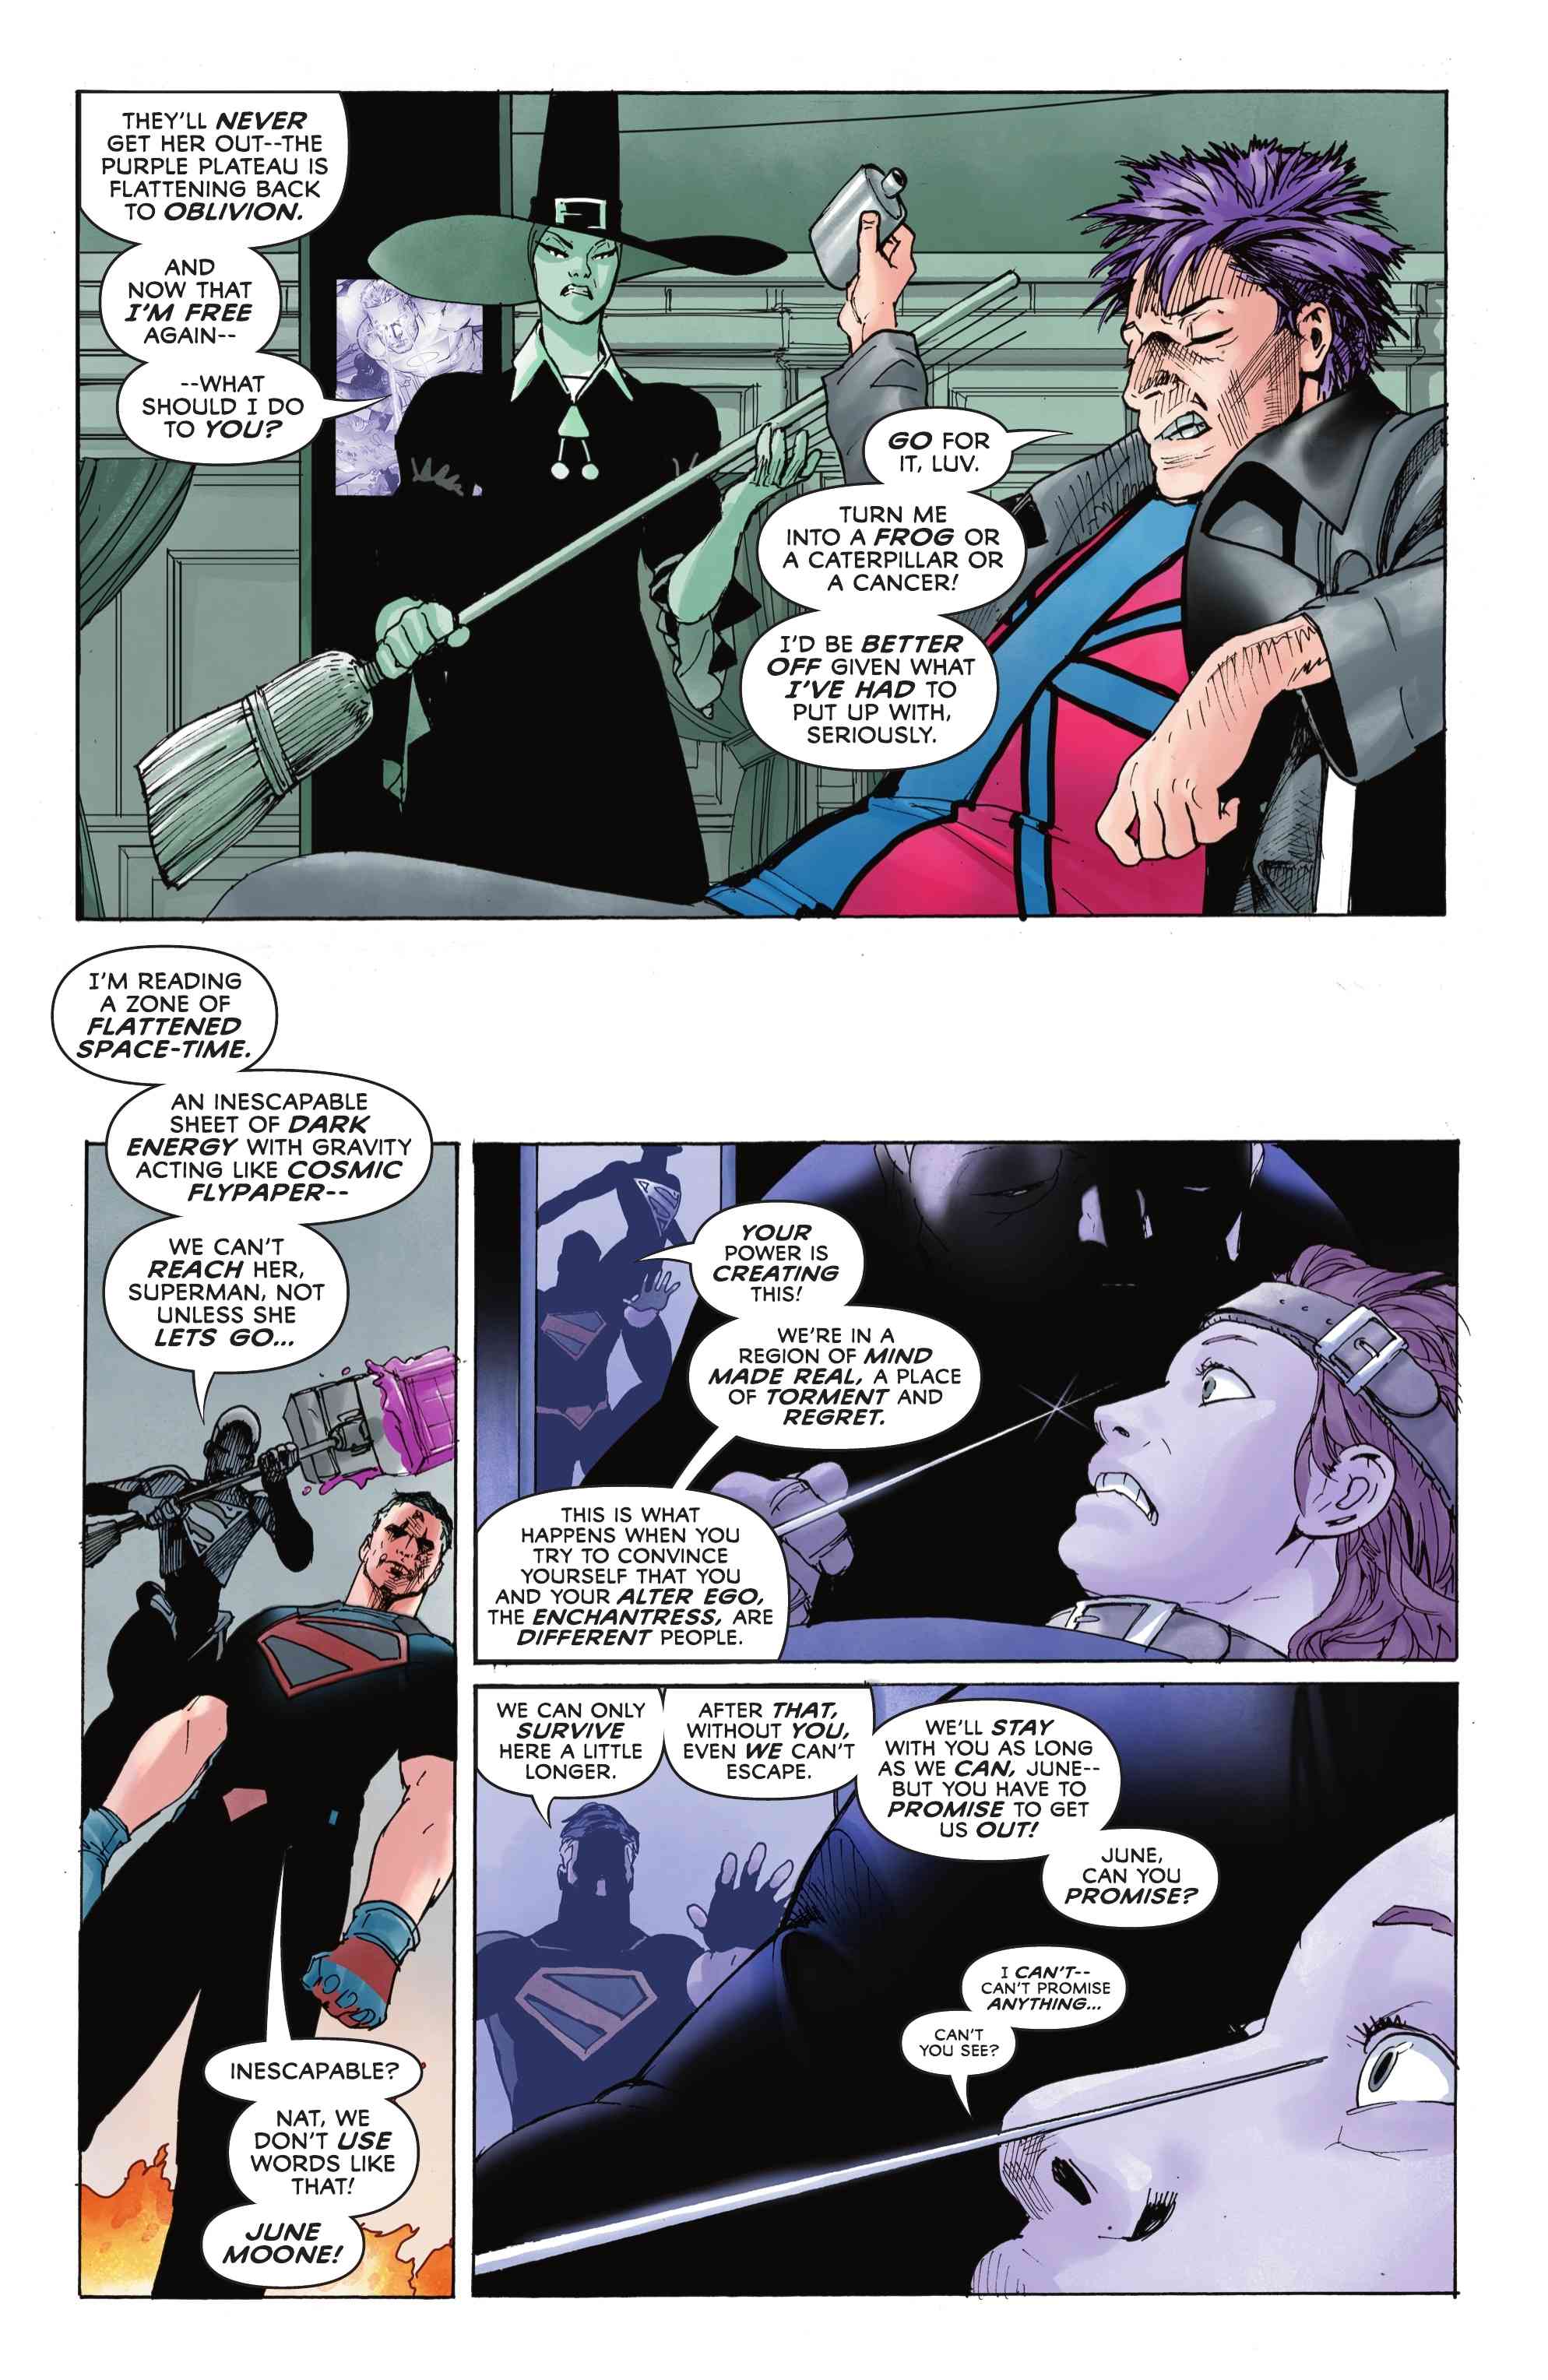 THEY'LL NEVER
GET HER OUT--THE
PURPLE PLATEAU IS
FLATTENING BACK
TO OBLIVION.
AND
NOW THAT
I'M FREE
AGAIN--
--WHAT
SHOULD I DO
TO YOU?
GO FOR
IT, LUV.
TURN ME
INTO A FROG OR
A CATERPILLAR OR
A CANCER!
I'D BE BETTER
OFF GIVEN WHAT
I'VE HAD TO
PUT UP WITH,
SERIOUSLY.
I'M READING
A ZONE OF
FLATTENED
SPACE-TIME.
AN INESCAPABLE
SHEET OF DARK
ENERGY WITH GRAVITY
ACTING LIKE COSMIC
FLYPAPER--
WE CAN'T
REACH HER,
SUPERMAN, NOT
UNLESS SHE
LETS GO...
INESCAPABLE?
NAT, WE
DON'T USE
WORDS LIKE
THAT!
JUNE
MOONE!
YOUR
POWER IS
CREATING
THIS!
WE'RE IN A
REGION OF MIND
MADE REAL, A PLACE
OF TORMENT AND
REGRET.
THIS IS WHAT
HAPPENS WHEN YOU
TRY TO CONVINCE
YOURSELF THAT YOU
AND YOUR ALTER EGO,
THE ENCHANTRESS, ARE
DIFFERENT PEOPLE.
WE CAN ONLY
SURVIVE
HERE A LITTLE
LONGER.
AFTER THAT,
WITHOUT YOU,
EVEN WE CAN'T
ESCAPE.
WE'LL STAY
WITH YOU AS LONG
AS WE CAN, JUNE--
BUT YOU HAVE TO
PROMISE TO GET
US OUT!
JUNE,
CAN YOU
PROMISE?
I CAN'T--
CAN'T PROMISE
ANYTHING...
CAN'T
YOU SEE?